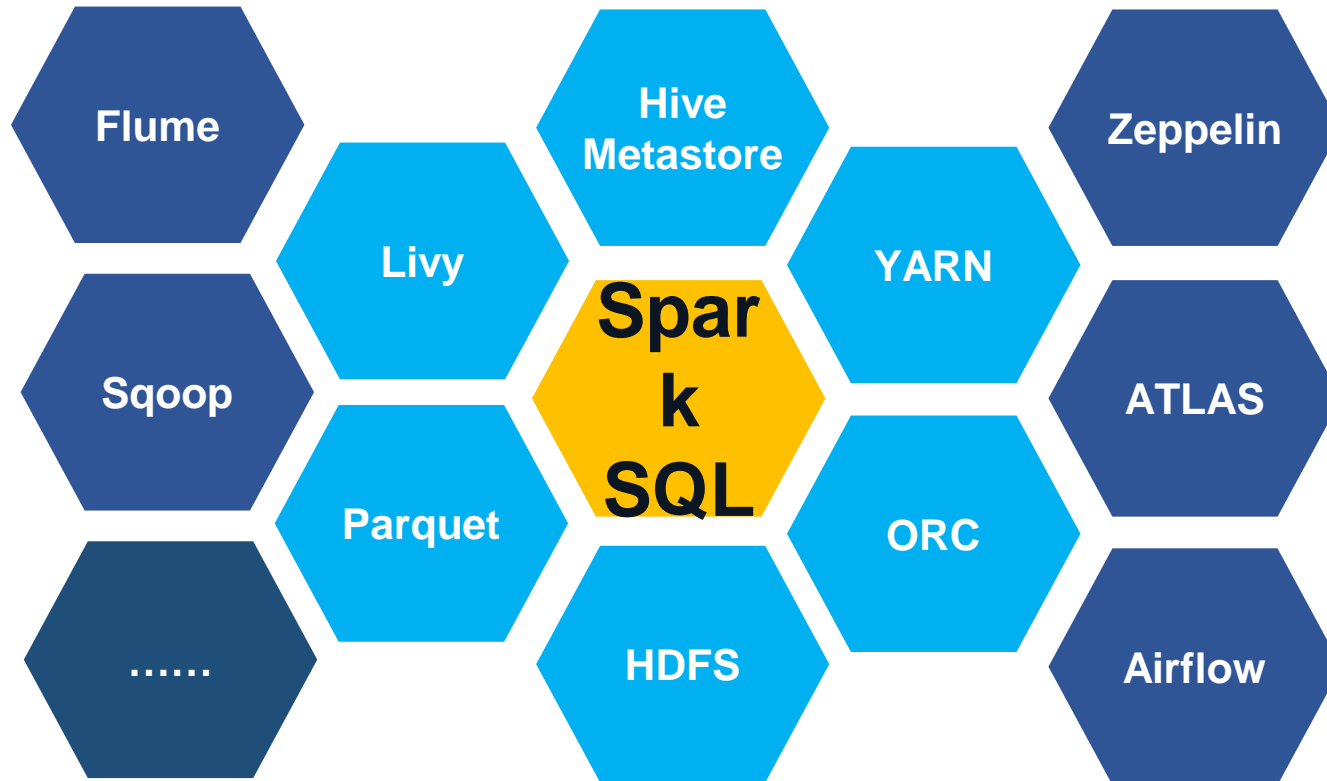 Flume
Hive
Metastore
Zeppelin
Livy
YARN
Spar
k
SQL
Sqoop
ATLAS
Parquet
ORC
……
HDFS
Airflow